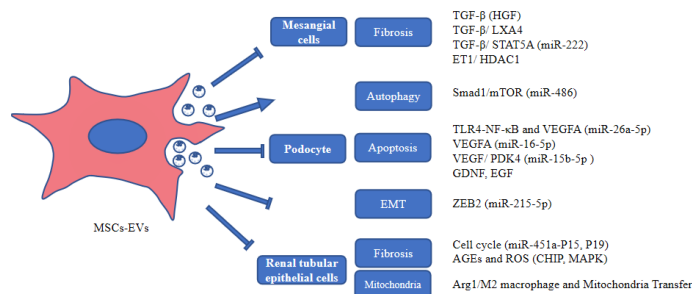 Mesangial
cells
Fibrosis
TGF-β (HGF)
TGF-β/ LXA4
TGF-β/ STAT5A (miR-222)
ET1/ HDAC1
Autophagy
Smad1/mTOR (miR-486)
Podocyte
Apoptosis
TLR4-NF-κB and VEGFA (miR-26a-5p)
VEGFA (miR-16-5p)
VEGF/ PDK4 (miR-15b-5p )
GDNF, EGF
EMT
ZEB2 (miR-215-5p)
MSCs-EVs
Renal tubular
epithelial cells
Fibrosis
Cell cycle (miR-451a-P15, P19)
AGEs and ROS (CHIP, MAPK)
Mitochondria
Arg1/M2 macrophage and Mitochondria Transfer